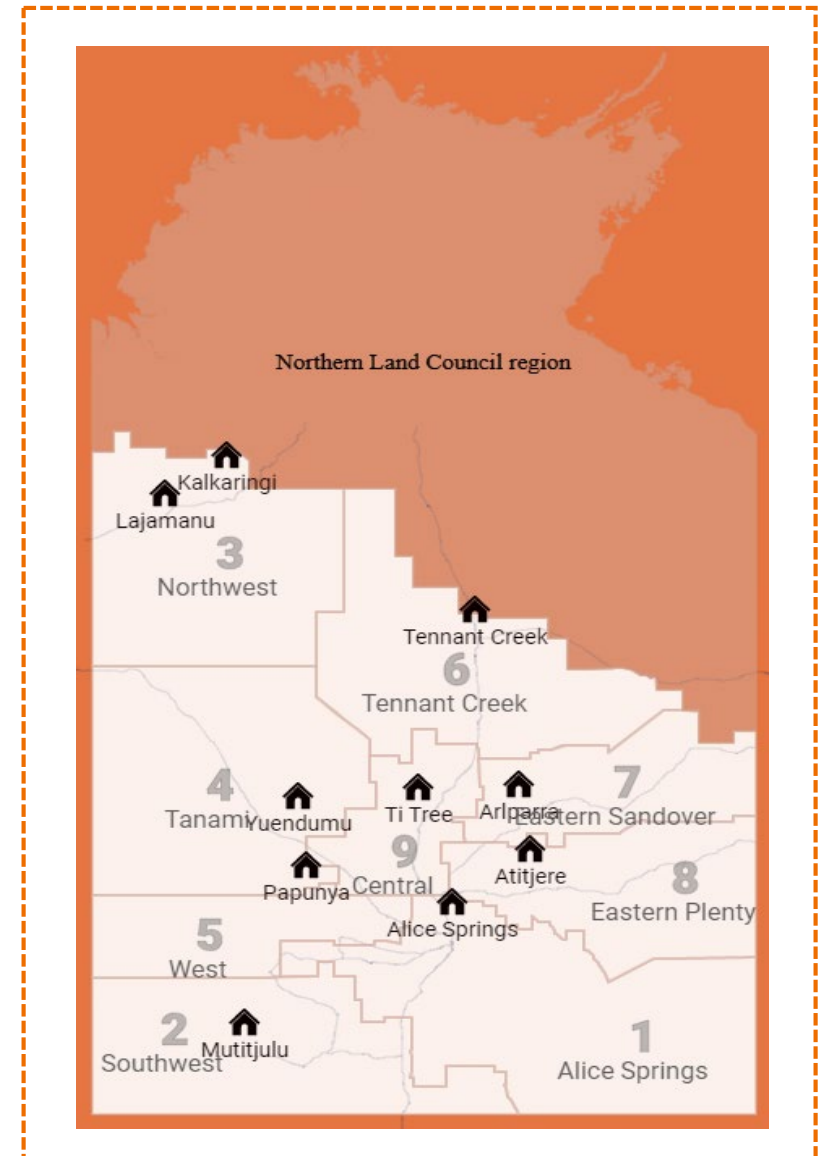 Northern Land Council region
Kalkaringi
Lajamanu
3
Northwest
Tennant Creek
6
Tennant Creek
4
Tanami
Yuendumu
Ti Tree
Arlparra
7
Eastern Sandover
9
Central
Papunya
Atitjere
8
Eastern Plenty
Alice Springs
5
West
2
Southwest
Mutitjulu
1
Alice Springs